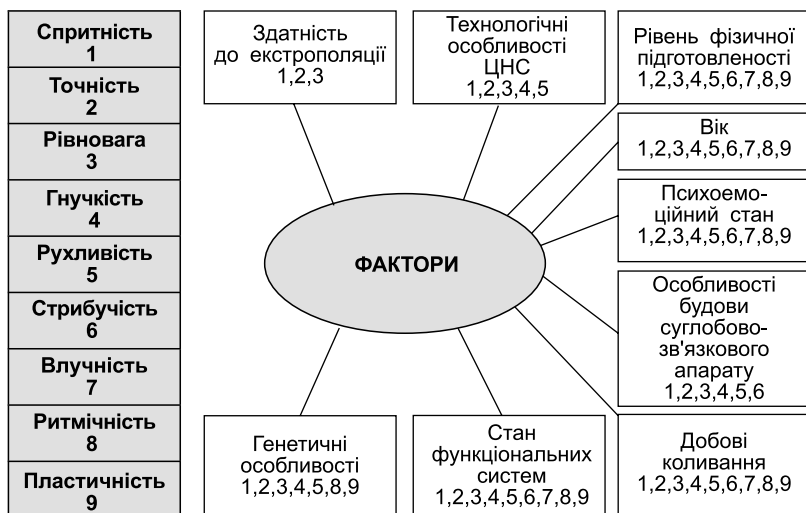 Спритність
1
Точність
2
Рівновага
3
Гнучкість
4
Рухливість
5
Стрибучість
6
Влучність
7
Ритмічність
8
Пластичність
9
Здатність
до екстрополяції
1,2,3
Технологічні
особливості
ЦНС
1,2,3,4,5
Рівень фізичної
підготовленості
1,2,3,4,5,6,7,8,9
Вік
1,2,3,4,5,6,7,8,9
Психоемо-
ційний стан
1,2,3,4,5,6,7,8,9
ФАКТОРИ
Особливості
будови
суглобово-
зв'язкового
апарату
1,2,3,4,5,6
Генетичні
особливості
1,2,3,4,5,8,9
Стан
функціональних
систем
1,2,3,4,5,6,7,8,9
Добові
коливання
1,2,3,4,5,6,7,8,9